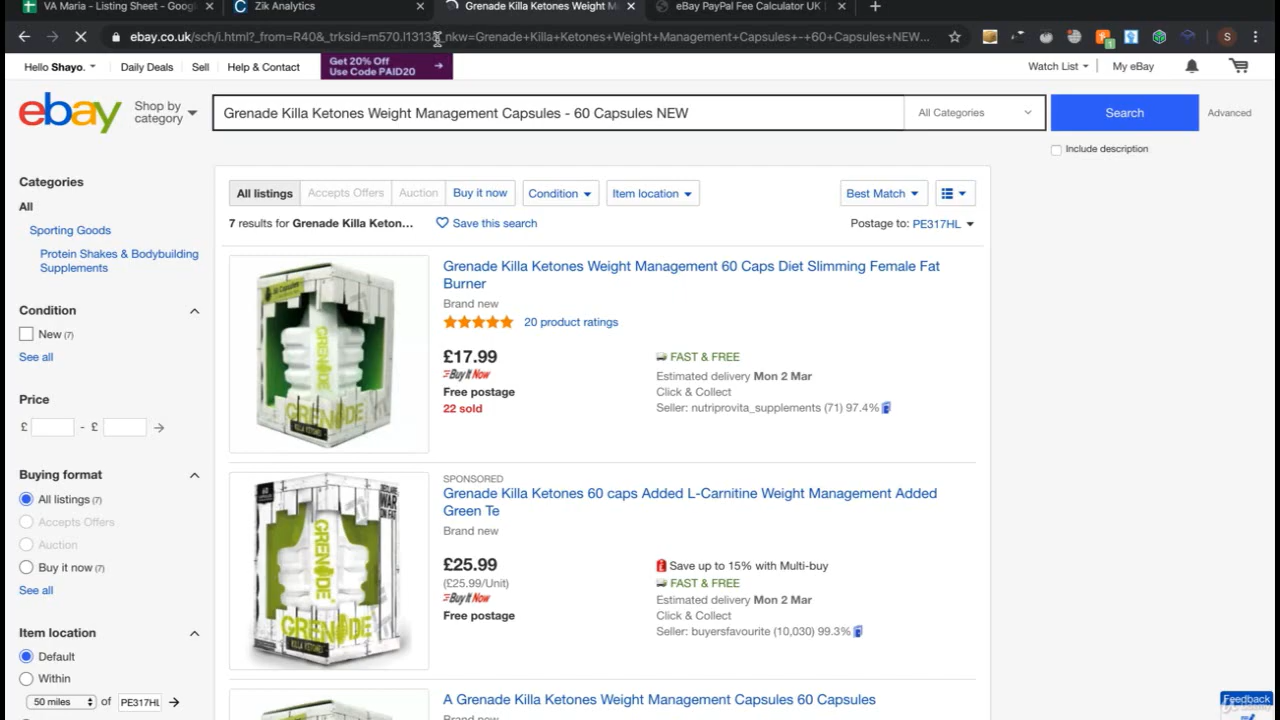 VA Maria - Listing Sheet - Googl
Zik Analytics
Grenade Killa Ketones Weight M
eBay PayPal Fee Calculator UK
ebay.co.uk/sch/i.html?_from=R40&_trksid=m570.l1313&_nkw=Grenade+Killa+Ketones+Weight+Management+Capsules+-+60+Capsules+NEW...
S
Hello Shayo.
Daily Deals
Sell
Help & Contact
Get 20% Off
Use Code PAID20
Watch List
My eBay
ebay
Shop by
category
Grenade Killa Ketones Weight Management Capsules - 60 Capsules NEW
All Categories
Search
Advanced
Include description
Categories
All
Sporting Goods
Protein Shakes & Bodybuilding
Supplements
Condition
New (7)
See all
Price
£ - £
Buying format
All listings (7)
Accepts Offers
Auction
Buy it now (7)
See all
Item location
Default
Within
50 miles of PE317HL
All listings
Accepts Offers
Auction
Buy it now
Condition
Item location
Best Match
7 results for Grenade Killa Keton...
Save this search
Postage to: PE317HL
Grenade Killa Ketones Weight Management 60 Caps Diet Slimming Female Fat
Burner
Brand new
20 product ratings
£17.99
Buy It Now
Free postage
22 sold
FAST & FREE
Estimated delivery Mon 2 Mar
Click & Collect
Seller: nutriprovita_supplements (71) 97.4%
GRENADE
GRENADE
KILLA KETONES
SPONSORED
Grenade Killa Ketones 60 caps Added L-Carnitine Weight Management Added
Green Te
Brand new
£25.99
(£25.99/Unit)
Buy It Now
Free postage
Save up to 15% with Multi-buy
FAST & FREE
Estimated delivery Mon 2 Mar
Click & Collect
Seller: buyersfavourite (10,030) 99.3%
GRENADE
GRENADE
KILLA KETONES
A Grenade Killa Ketones Weight Management Capsules 60 Capsules
Brand new
Feedback